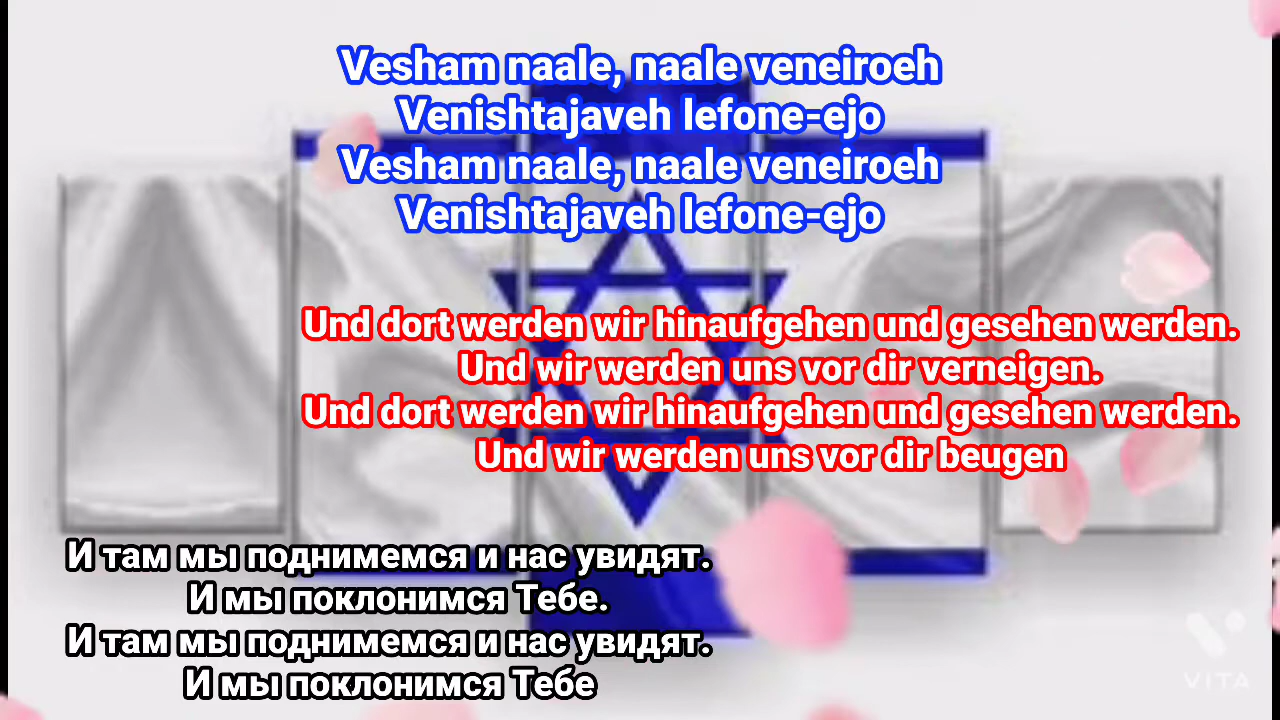 Vesham naale, naale veneiroeh
Venishtajaveh lefone-ejo
Vesham naale, naale veneiroeh
Venishtajaveh lefone-ejo
Und dort werden wir hinaufgehen und gesehen werden.
Und wir werden uns vor dir verneigen.
Und dort werden wir hinaufgehen und gesehen werden.
Und wir werden uns vor dir beugen
И там мы поднимемся и нас увидят.
И мы поклонимся Тебе.
И там мы поднимемся и нас увидят.
И мы поклонимся Тебе
VITA